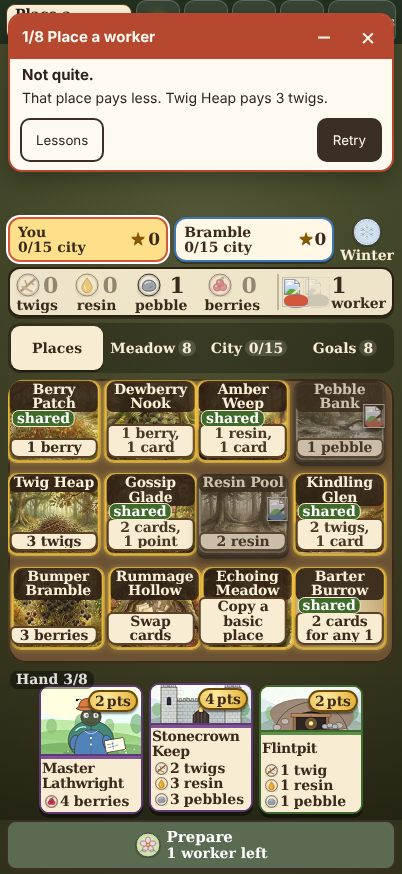 1/8 Place a worker
Not quite.
That place pays less. Twig Heap pays 3 twigs.
Lessons
Retry
You
0/15 city
0
Bramble
0/15 city
0
Winter
0
twigs
0
resin
1
pebble
0
berries
1
worker
Places
Meadow 8
City 0/15
Goals 8
Berry
Patch
shared
1 berry
Dewberry
Nook
1 berry,
1 card
Amber
Weep
shared
1 resin,
1 card
Pebble
Bank
1 pebble
Twig Heap
3 twigs
Gossip
Glade
shared
2 cards,
1 point
Resin Pool
2 resin
Kindling
Glen
shared
2 twigs,
1 card
Bumper
Bramble
3 berries
Rummage
Hollow
Swap
cards
Echoing
Meadow
Copy a
basic
place
Barter
Burrow
shared
2 cards
for any 1
Hand 3/8
2 pts
Master
Lathwright
4 berries
4 pts
Stonecrown
Keep
2 twigs
3 resin
3 pebbles
2 pts
Flintpit
1 twig
1 resin
1 pebble
Prepare
1 worker left